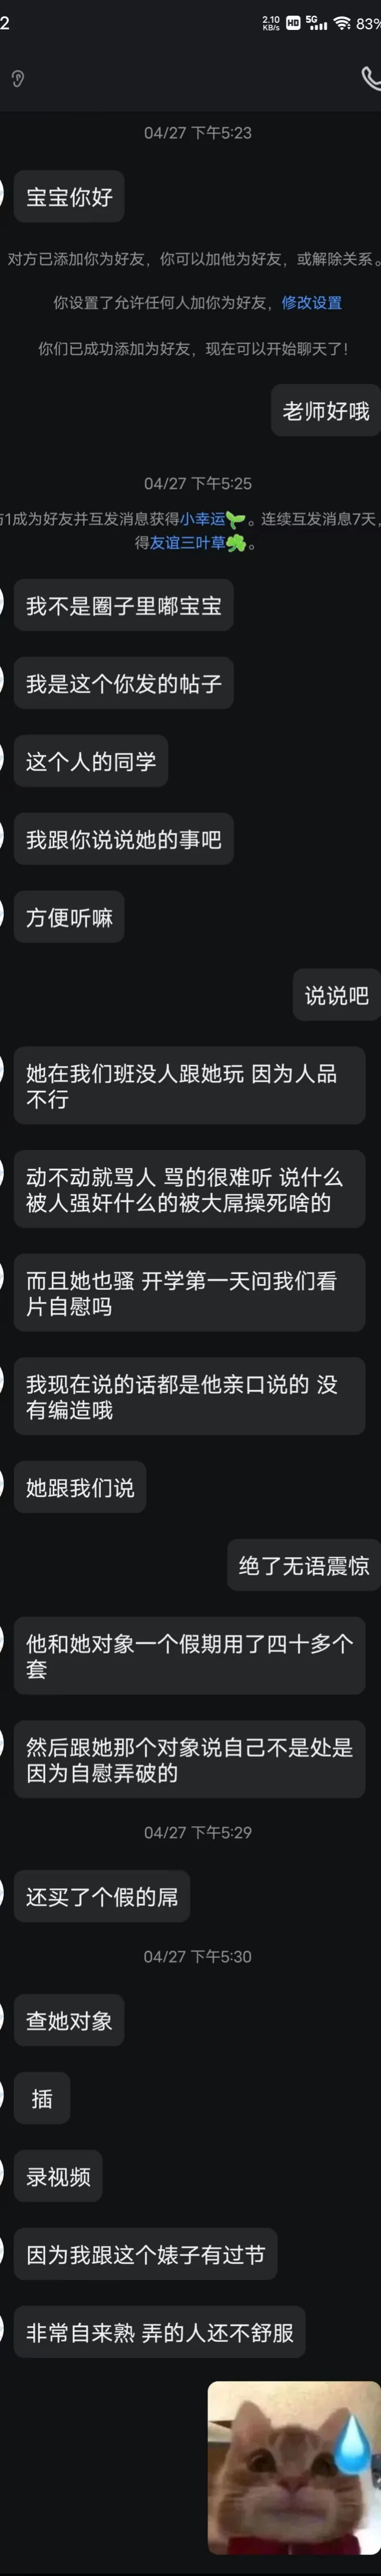 2
2.10 KB/s HD 5G 83%
04/27 下午5:23
宝宝你好
对方已添加你为好友，你可以加他为好友，或解除关系。
你设置了允许任何人加你为好友，修改设置
你们已成功添加为好友，现在可以开始聊天了！
老师好哦
04/27 下午5:25
1成为好友并互发消息获得小幸运。连续互发消息7天，
得友谊三叶草。
我不是圈子里嘟宝宝
我是这个你发的帖子
这个人的同学
我跟你说说她的事吧
方便听嘛
说说吧
她在我们班没人跟她玩 因为人品
不行
动不动就骂人 骂的很难听 说什么
被人强奸什么的被大屌操死啥的
而且她也骚 开学第一天问我们看
片自慰吗
我现在说的话都是他亲口说的 没
有编造哦
她跟我们说
绝了无语震惊
他和她对象一个假期用了四十多个
套
然后跟她那个对象说自己不是处是
因为自慰弄破的
04/27 下午5:29
还买了个假的屌
04/27 下午5:30
查她对象
插
录视频
因为我跟这个婊子有过节
非常自来熟 弄的人还不舒服